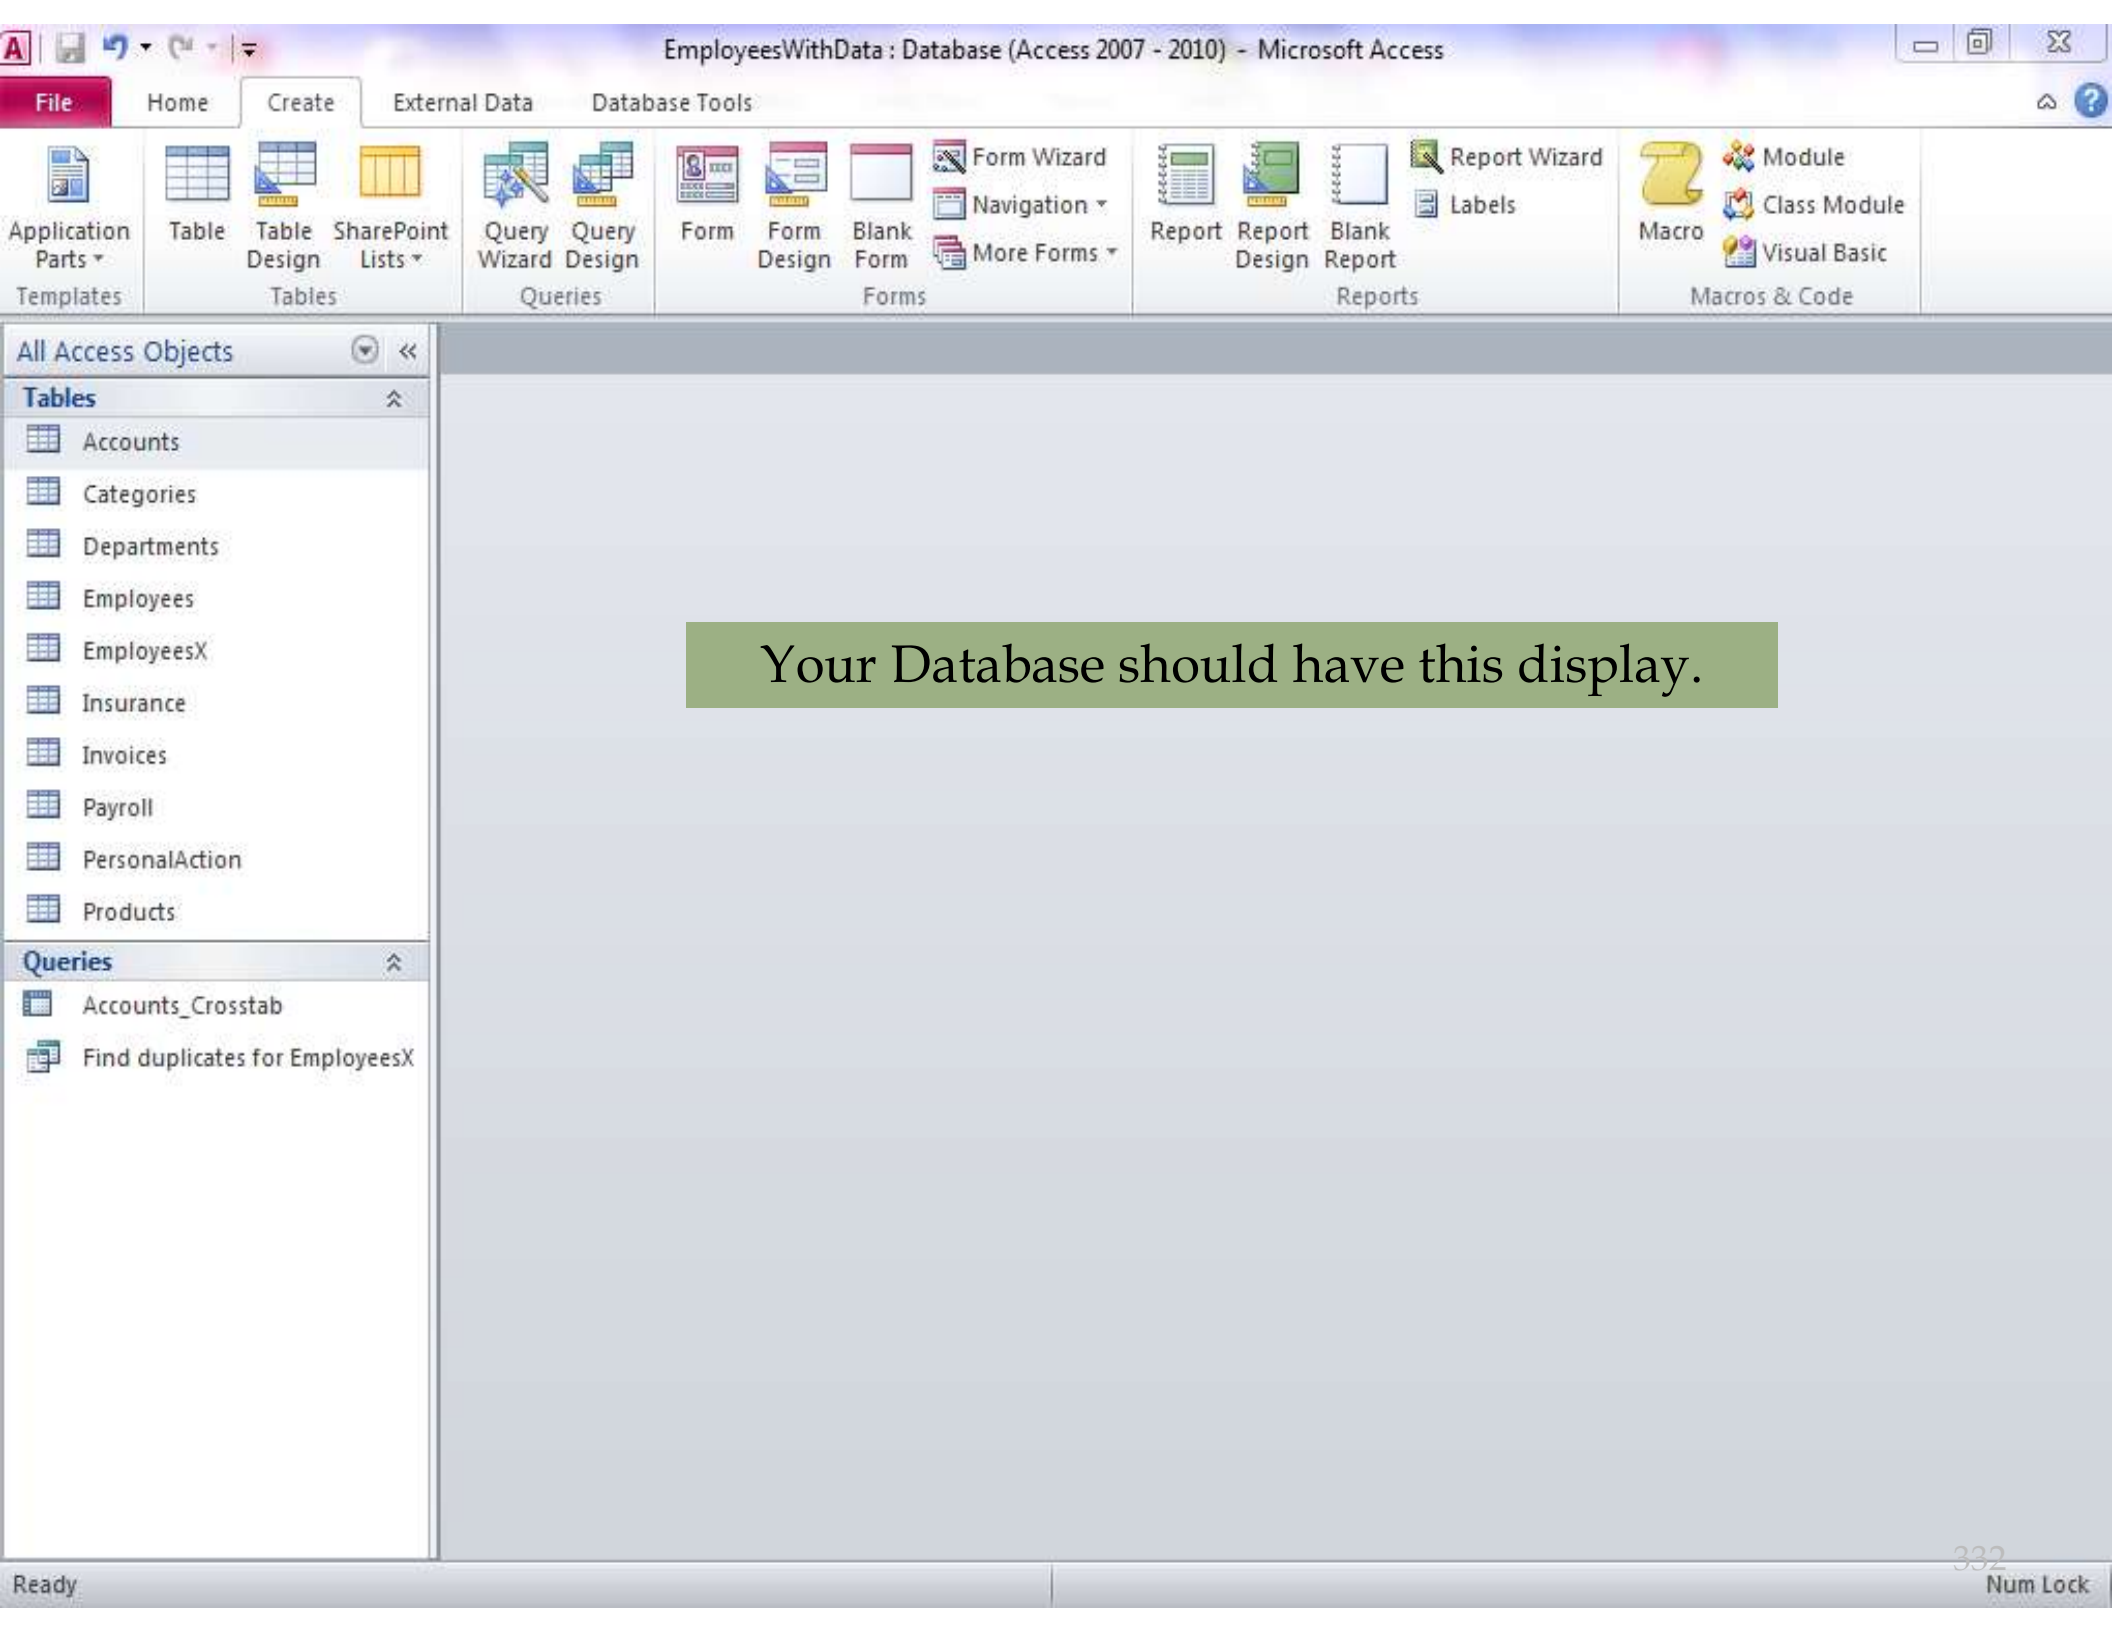 EmployeesWithData : Database (Access 2007 - 2010) - Microsoft Access
File Home Create External Data Database Tools
Application Parts
Table
Table Design
SharePoint Lists
Query Wizard
Query Design
Form
Form Design
Blank Form
Form Wizard
Navigation
More Forms
Report
Report Design
Blank Report
Report Wizard
Labels
Macro
Module
Class Module
Visual Basic
Templates Tables Queries Forms Reports Macros & Code
All Access Objects
Tables
Accounts
Categories
Departments
Employees
EmployeesX
Insurance
Invoices
Payroll
PersonalAction
Products
Queries
Accounts_Crosstab
Find duplicates for EmployeesX
Your Database should have this display.
332
Ready
Num Lock